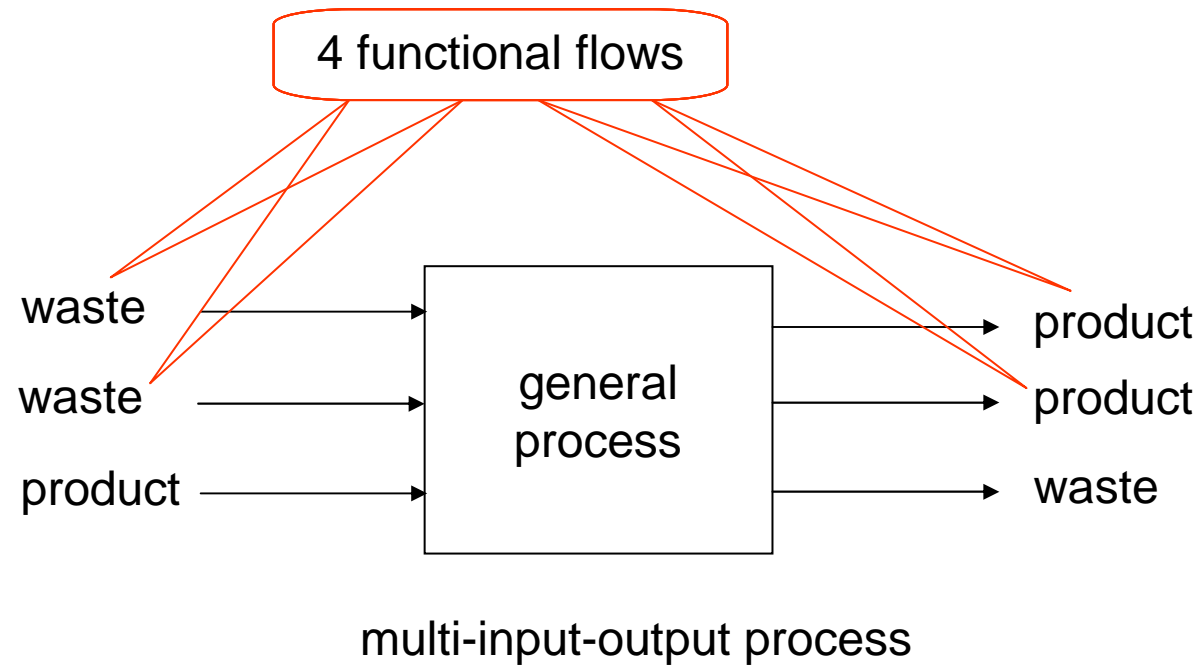 4 functional flows
waste
product
waste
general
process
product
product
waste
multi-input-output process